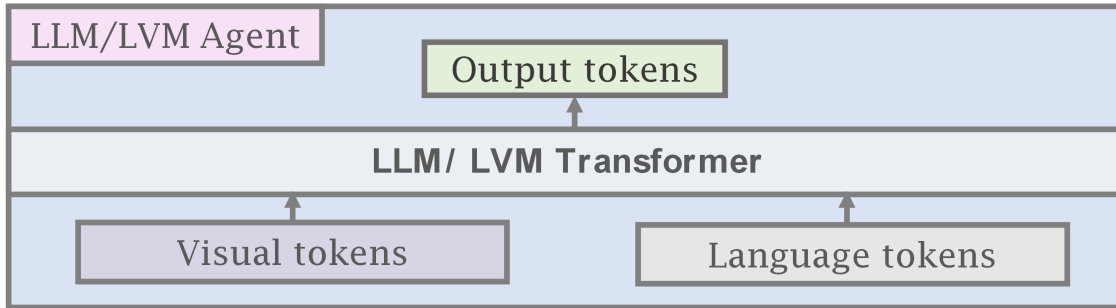 LLM/LVM Agent
Output tokens
LLM/ LVM Transformer
Visual tokens
Language tokens